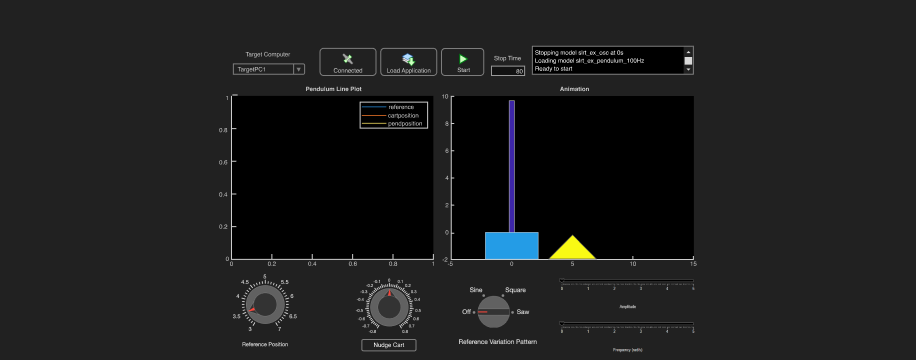 Target Computer
TargetPC1
Connected
Load Application
Start
Stop Time
80
Stopping model slrt_ex_osc at 0s
Loading model slrt_ex_pendulum_100Hz
Ready to start
Pendulum Line Plot
reference
cartposition
pendposition
1
0.8
0.6
0.4
0.2
0
0 0.2 0.4 0.6 0.8 1
Animation
10
8
6
4
2
0
-2
-5 0 5 10 15
3 3.5 4 4.5 5 5.5 6 6.5 7
Reference Position
-0.8 -0.7 -0.6 -0.5 -0.4 -0.3 -0.2 -0.1 0 0.1 0.2 0.3 0.4 0.5 0.6 0.7 0.8
Nudge Cart
Sine Square
Off Saw
Reference Variation Pattern
0 1 2 3 4 5
Amplitude
0 1 2 3 4 5
Frequency (rad/s)